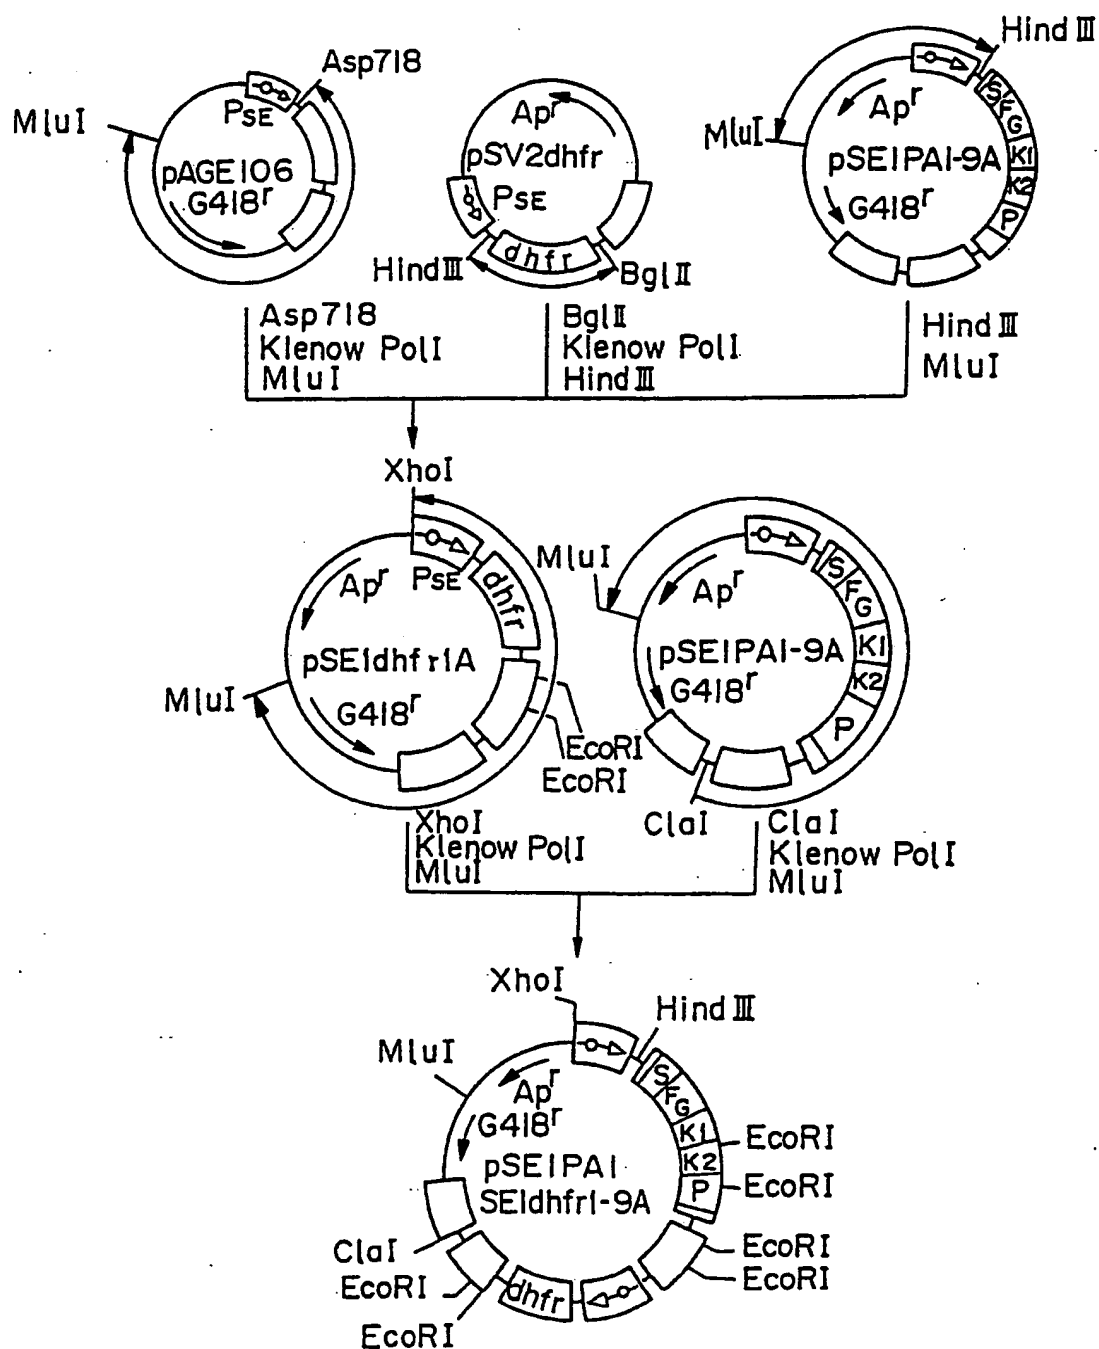 Asp718
PSE
MluI
pAGE106
G418r
Apr
pSV2dhfr
PSE
dhfr
HindIII
BglII
HindIII
Apr
MluI
pSE1PA1-9A
G418r
S
F
G
K1
K2
P
Asp718
Klenow PolI
MluI
BglII
Klenow PolI
HindIII
HindIII
MluI
XhoI
PSE
dhfr
Apr
pSE1dhfr1A
MluI
G418r
EcoRI
EcoRI
MluI
Apr
pSE1PA1-9A
G418r
S
F
G
K1
K2
P
ClaI
XhoI
Klenow PolI
MluI
ClaI
Klenow PolI
MluI
XhoI
HindIII
MluI
Apr
G418r
pSE1PA1
SE1dhfr1-9A
S
F
G
K1
K2
P
EcoRI
EcoRI
EcoRI
EcoRI
ClaI
EcoRI
dhfr
EcoRI